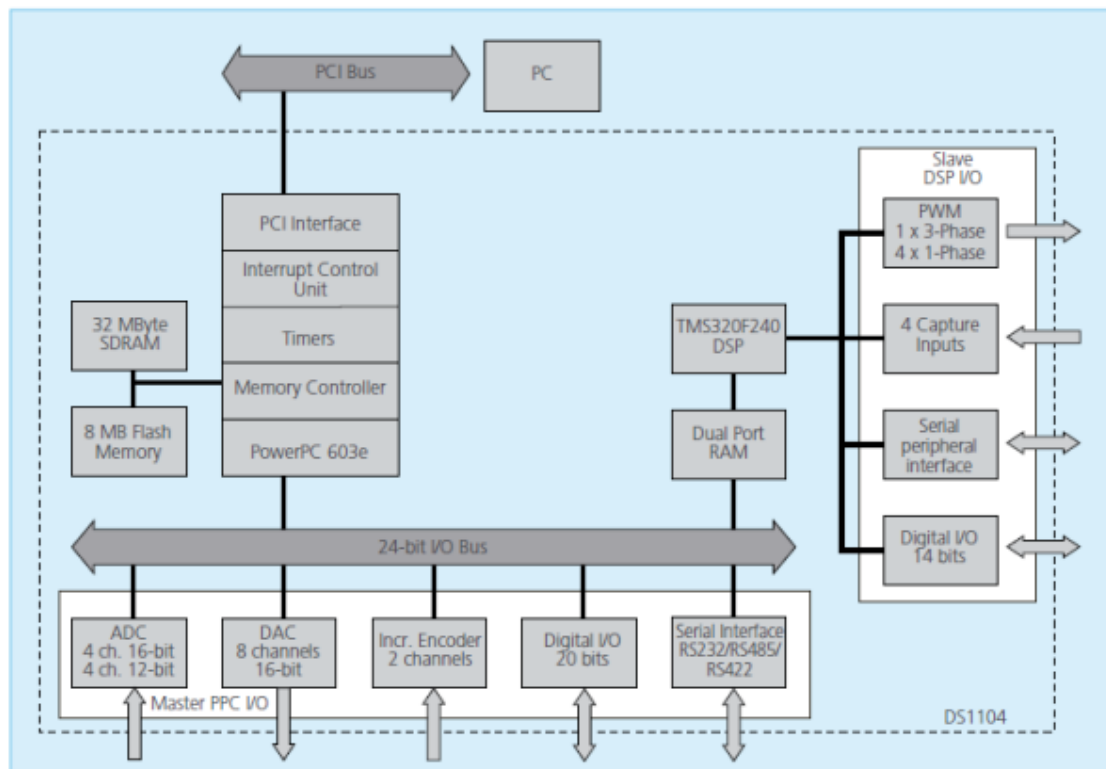 PCI Bus
PC
PCI Interface
Interrupt Control
Unit
Timers
Memory Controller
PowerPC 603e
32 MByte
SDRAM
8 MB Flash
Memory
TMS320F240
DSP
Dual Port
RAM
Slave
DSP I/O
PWM
1 x 3-Phase
4 x 1-Phase
4 Capture
Inputs
Serial
peripheral
interface
Digital I/O
14 bits
24-bit I/O Bus
ADC
4 ch. 16-bit
4 ch. 12-bit
DAC
8 channels
16-bit
Incr. Encoder
2 channels
Digital I/O
20 bits
Serial Interface
RS232/RS485/
RS422
Master PPC I/O
DS1104